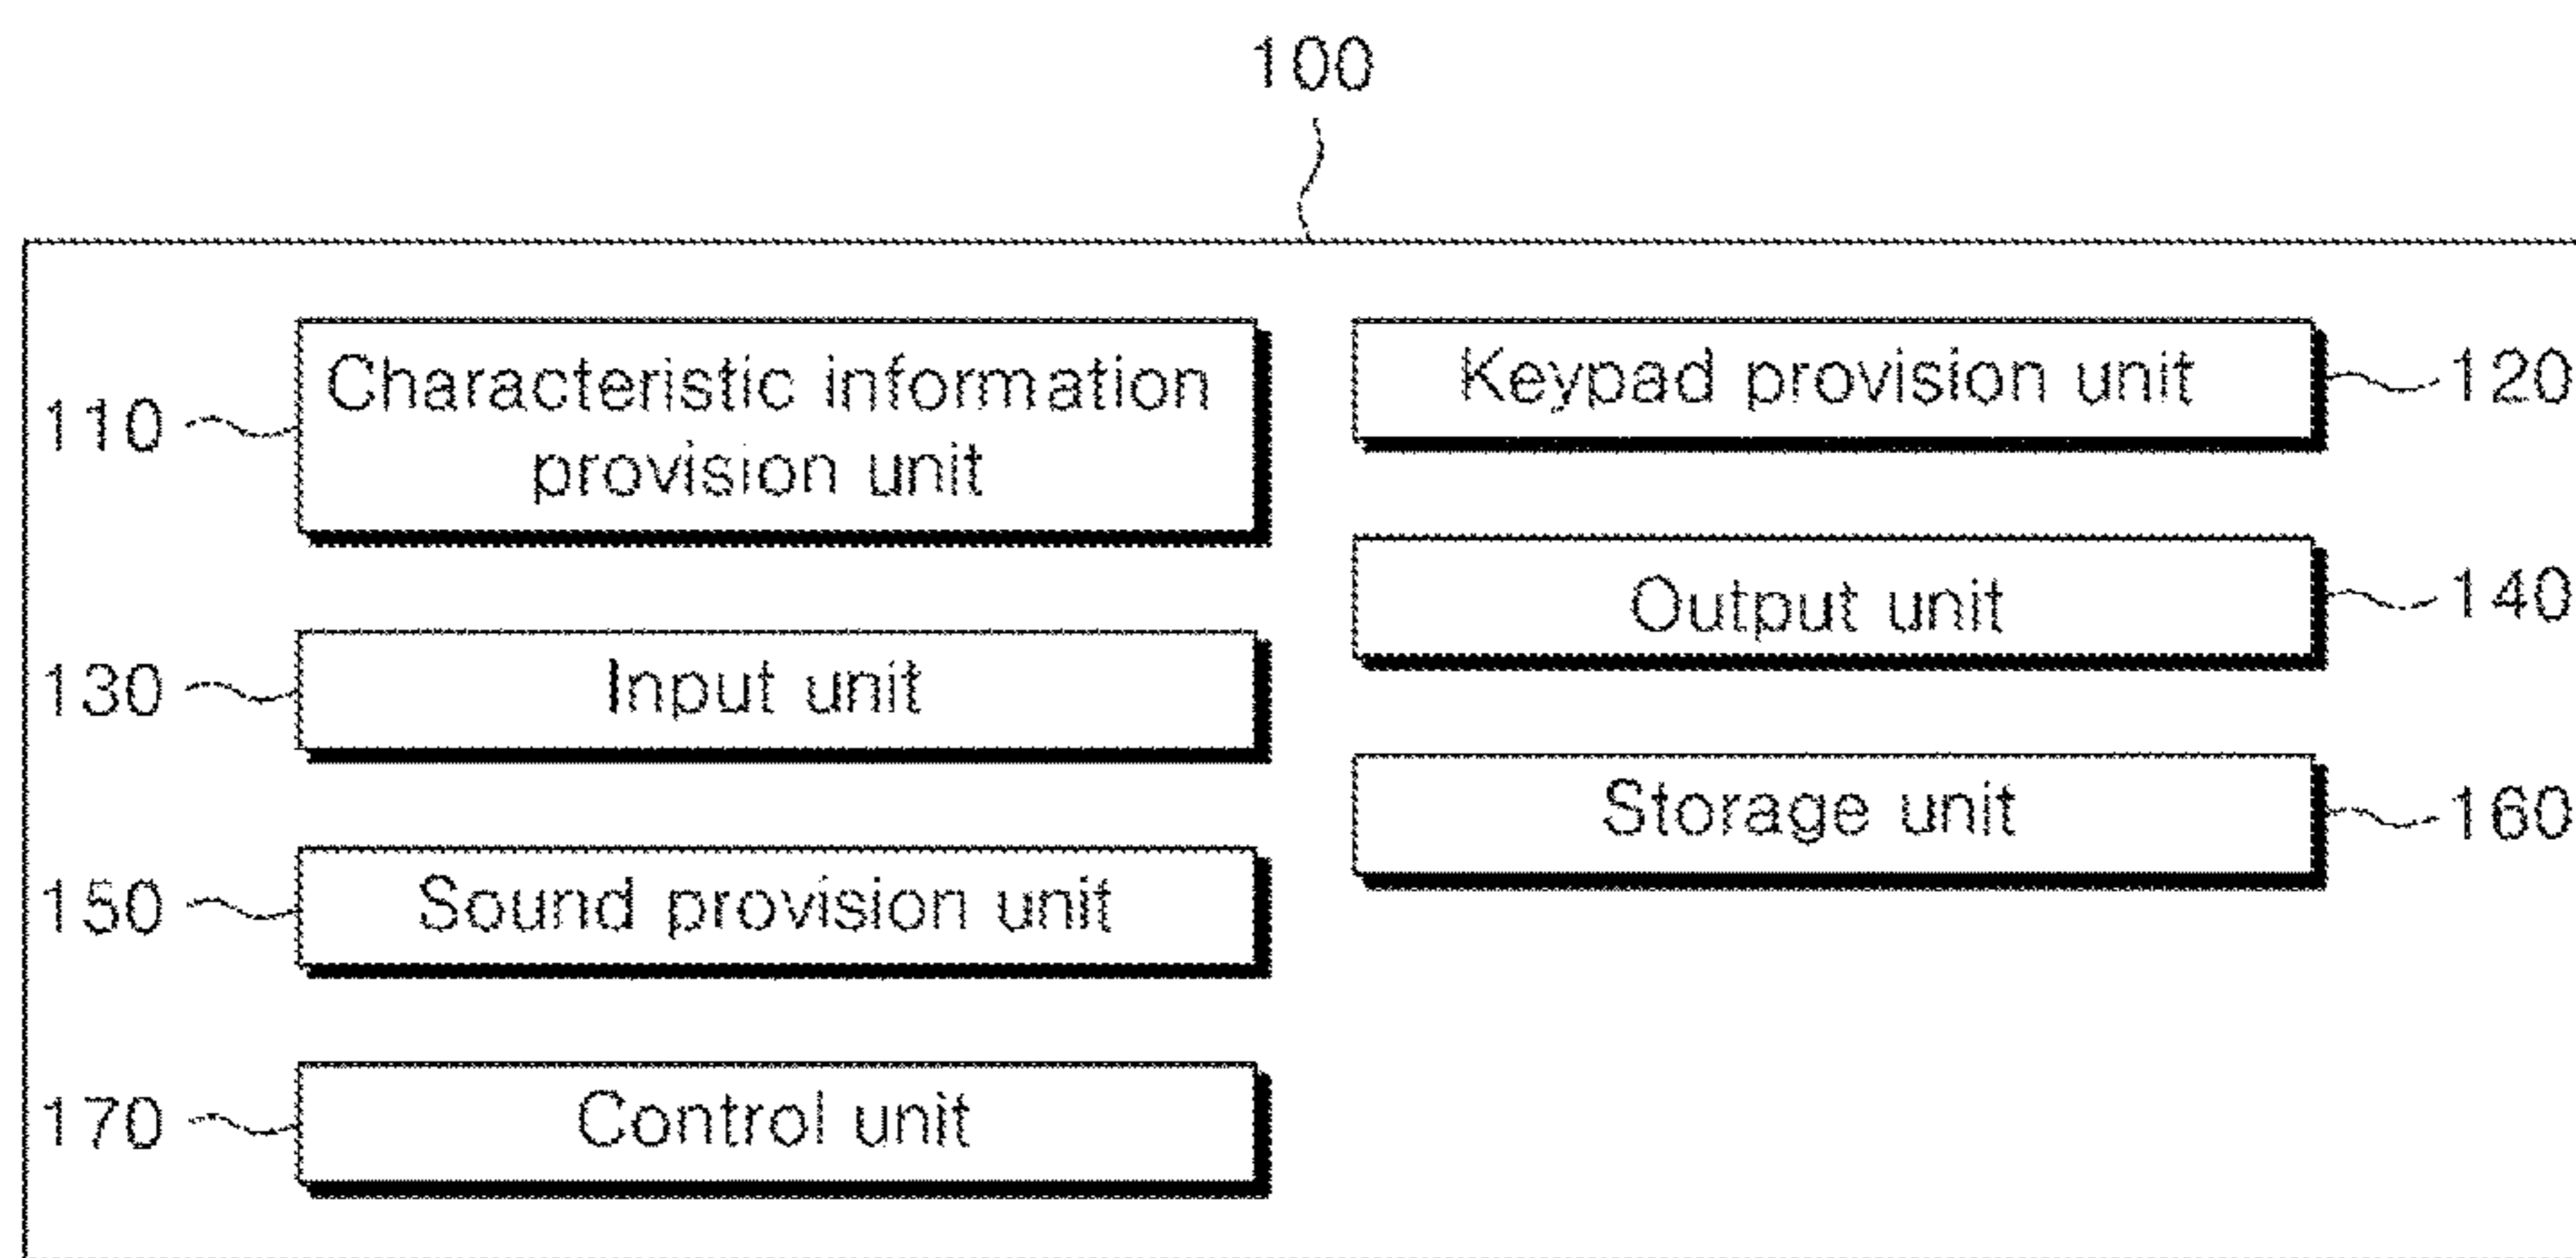 100
110
Characteristic information
provision unit
Keypad provision unit
120
Output unit
140
130
Input unit
Storage unit
160
150
Sound provision unit
170
Control unit